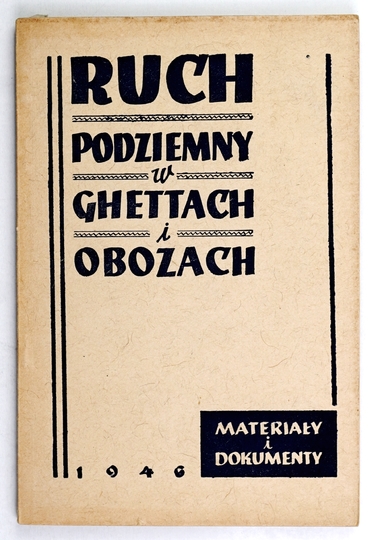 RUCH
PODZIEMNY
w
GHETTACH
i
OBOZACH
MATERIAŁY
i
DOKUMENTY
1946